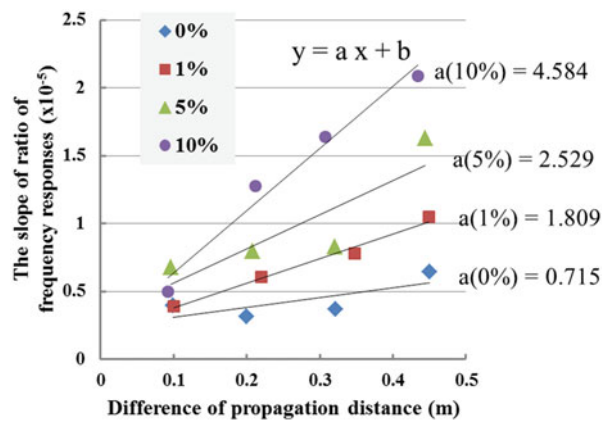 The slope of ratio of
frequency responses (x10⁻⁵)
2.5
2
1.5
1
0.5
0
0%
1%
5%
10%
y = a x + b
a(10%) = 4.584
a(5%) = 2.529
a(1%) = 1.809
a(0%) = 0.715
0 0.1 0.2 0.3 0.4 0.5
Difference of propagation distance (m)